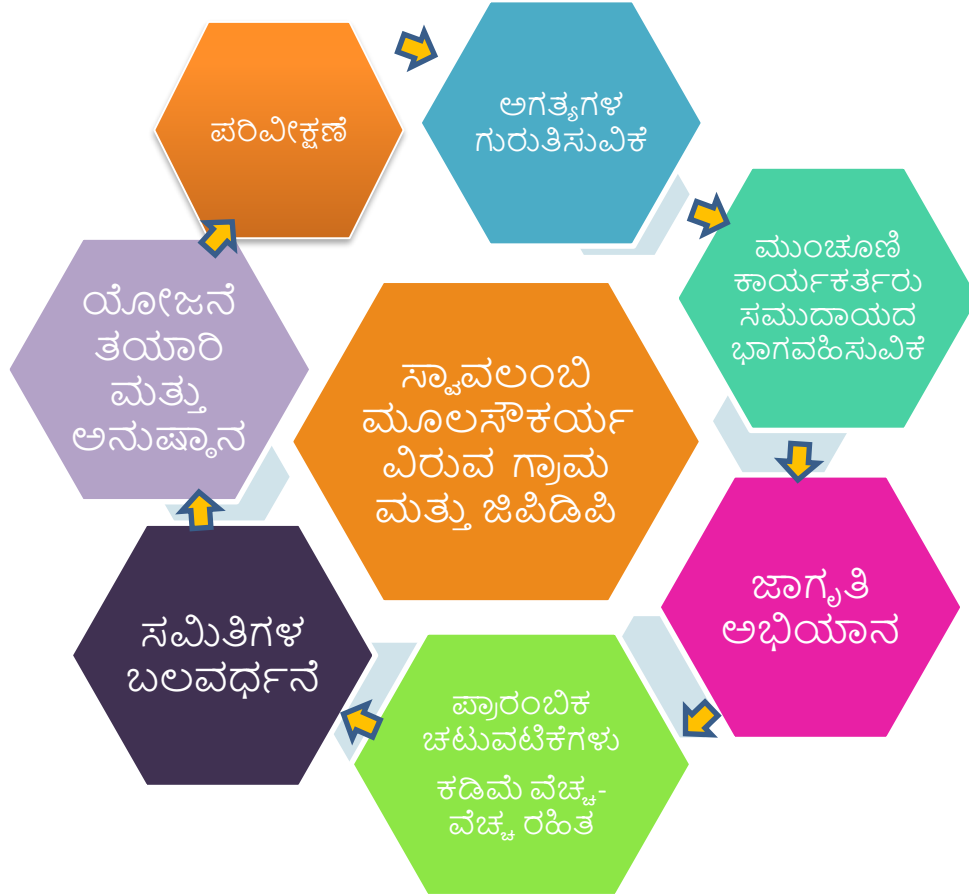 ಪರಿವೀಕ್ಷಣೆ
ಅಗತ್ಯಗಳ
ಗುರುತಿಸುವಿಕೆ
ಮುಂಚೂಣಿ
ಕಾರ್ಯಕರ್ತರು
ಸಮುದಾಯದ
ಭಾಗವಹಿಸುವಿಕೆ
ಜಾಗೃತಿ
ಅಭಿಯಾನ
ಪ್ರಾರಂಬಿಕ
ಚಟುವಟಿಕೆಗಳು
ಕಡಿಮೆ ವೆಚ್ಚ-
ವೆಚ್ಚ ರಹಿತ
ಸಮಿತಿಗಳ
ಬಲವರ್ಧನೆ
ಯೋಜನೆ
ತಯಾರಿ
ಮತ್ತು
ಅನುಷ್ಠಾನ
ಸ್ವಾವಲಂಬಿ
ಮೂಲಸೌಕರ್ಯ
ವಿರುವ ಗ್ರಾಮ
ಮತ್ತು ಜಿಪಿಡಿಪಿ